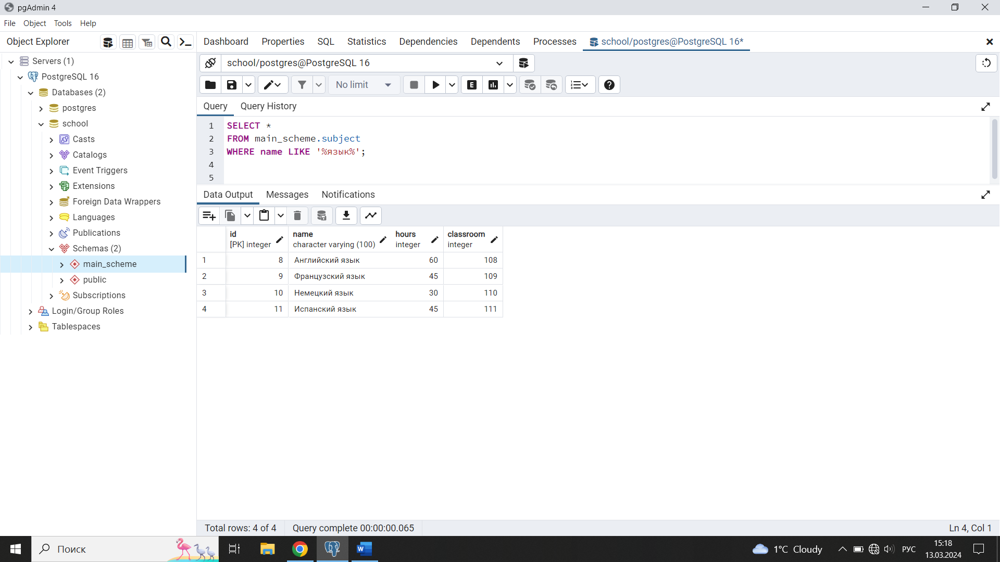 pgAdmin 4
File Object Tools Help
Object Explorer
Dashboard Properties SQL Statistics Dependencies Dependents Processes school/postgres@PostgreSQL 16*
Servers (1)
PostgreSQL 16
Databases (2)
postgres
school
Casts
Catalogs
Event Triggers
Extensions
Foreign Data Wrappers
Languages
Publications
Schemas (2)
main_scheme
public
Subscriptions
Login/Group Roles
Tablespaces
school/postgres@PostgreSQL 16
No limit
E
Query Query History
1 SELECT *
2 FROM main_scheme.subject
3 WHERE name LIKE '%язык%';
4
5
Data Output Messages Notifications
id name hours classroom
[PK] integer character varying (100) integer integer
1 8 Английский язык 60 108
2 9 Французский язык 45 109
3 10 Немецкий язык 30 110
4 11 Испанский язык 45 111
Total rows: 4 of 4 Query complete 00:00:00.065 Ln 4, Col 1
Поиск
1°C Cloudy
РУС
15:18
13.03.2024